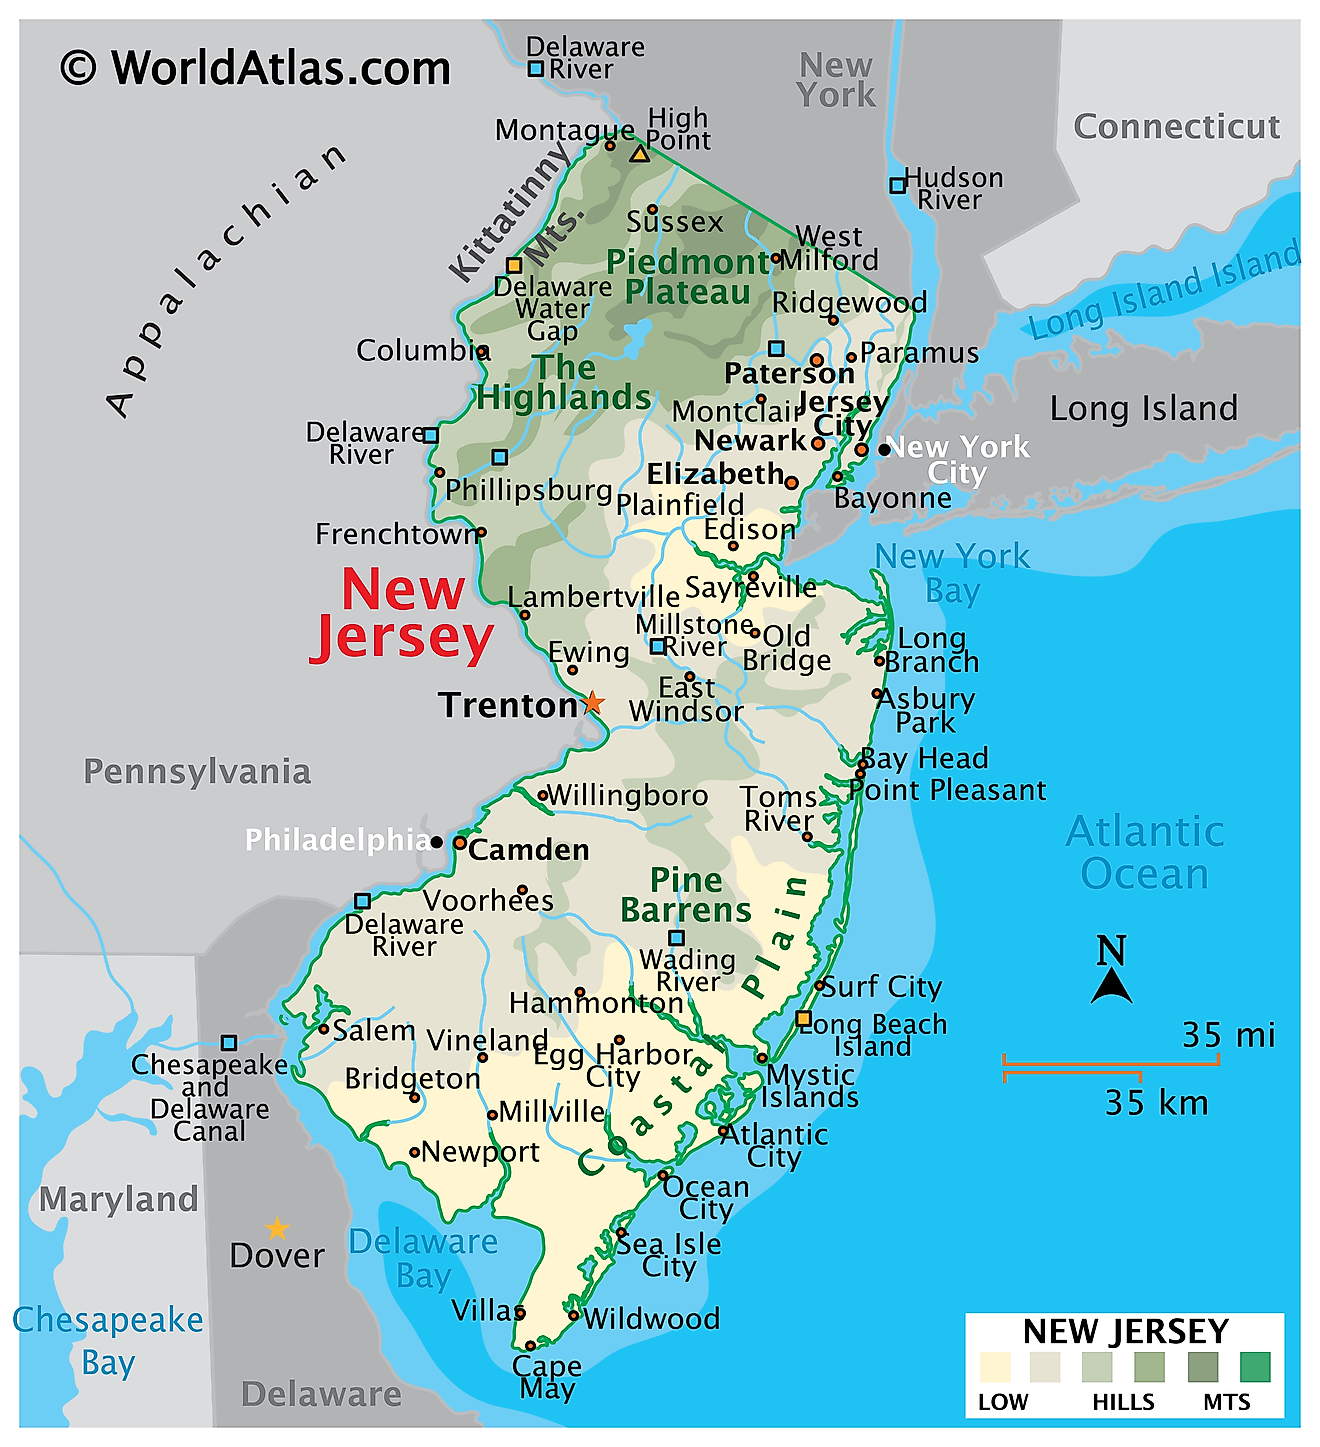 © WorldAtlas.com
Delaware
River
New
York
Connecticut
Montague
High
Point
Appalachian
Kittatinny
Mts.
Hudson
River
Sussex
West
Milford
Piedmont
Plateau
Long Island Island
Delaware
Water
Gap
Ridgewood
Columbia
The
Highlands
Paramus
Paterson
Montclair
Jersey
City
Long Island
Delaware
River
Newark
New York
City
Elizabeth
Phillipsburg
Plainfield
Bayonne
Frenchtown
Edison
New York
Bay
New
Jersey
Lambertville
Sayreville
Millstone
River
Old
Bridge
Long
Branch
Ewing
East
Windsor
Trenton
Asbury
Park
Pennsylvania
Bay Head
Point Pleasant
Willingboro
Toms
River
Atlantic
Ocean
Philadelphia
Camden
Voorhees
Pine
Barrens
Delaware
River
Wading
River
Coastal Plain
N
Surf City
Hammonton
Long Beach
Island
Salem
Vineland
Egg Harbor
City
35 mi
35 km
Chesapeake
and
Delaware
Canal
Bridgeton
Mystic
Islands
Millville
Newport
Atlantic
City
Maryland
Ocean
City
Dover
Delaware
Bay
Sea Isle
City
Chesapeake
Bay
Villas
Wildwood
Cape
May
Delaware
NEW JERSEY
LOW HILLS MTS